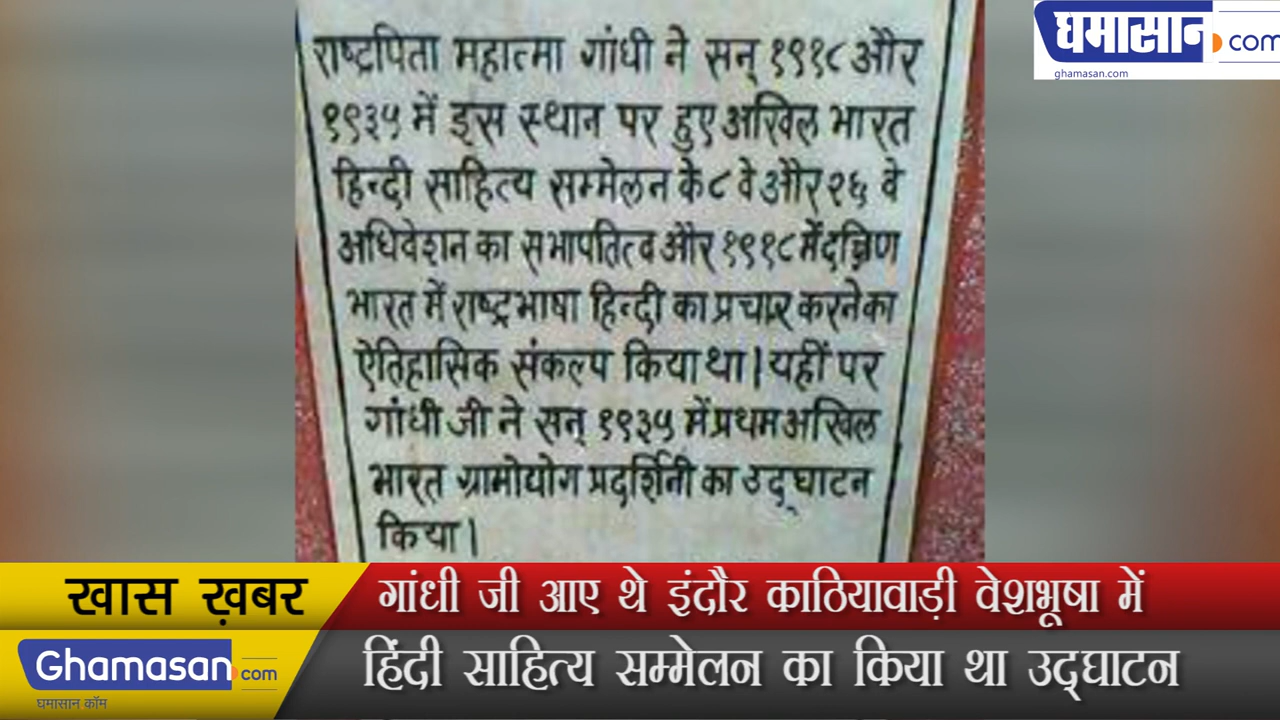 राष्ट्रपिता महात्मा गांधी ने सन् १९१८ और
१९३५ में इस स्थान पर हुए अखिल भारत
हिन्दी साहित्य सम्मेलन के ८ वे और २६ वे
अधिवेशन का सभापतित्व और १९१८ में दक्षिण
भारत में राष्ट्रभाषा हिन्दी का प्रचार करने का
ऐतिहासिक संकल्प किया था। यहीं पर
गांधी जी ने सन् १९३५ में प्रथम अखिल
भारत ग्रामोयोग प्रदर्शिनी का उद्घाटन
किया।
घमासान.com
ghamasan.com
खास ख़बर
गांधी जी आए थे इंदौर काठियावाड़ी वेशभूषा में
हिंदी साहित्य सम्मेलन का किया था उद्घाटन
Ghamasan.com
घमासान कॉम